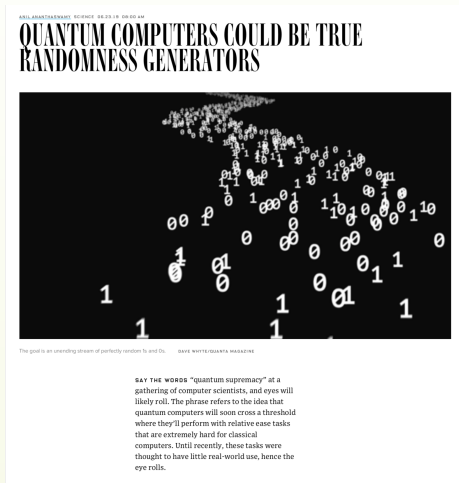 ANIL ANANTHASWAMY SCIENCE 06.23.19 08:00 AM
QUANTUM COMPUTERS COULD BE TRUE
RANDOMNESS GENERATORS
The goal is an unending stream of perfectly random 1s and 0s. DAVE WHYTE/QUANTA MAGAZINE
SAY THE WORDS "quantum supremacy" at a
gathering of computer scientists, and eyes will
likely roll. The phrase refers to the idea that
quantum computers will soon cross a threshold
where they'll perform with relative ease tasks
that are extremely hard for classical
computers. Until recently, these tasks were
thought to have little real-world use, hence the
eye rolls.